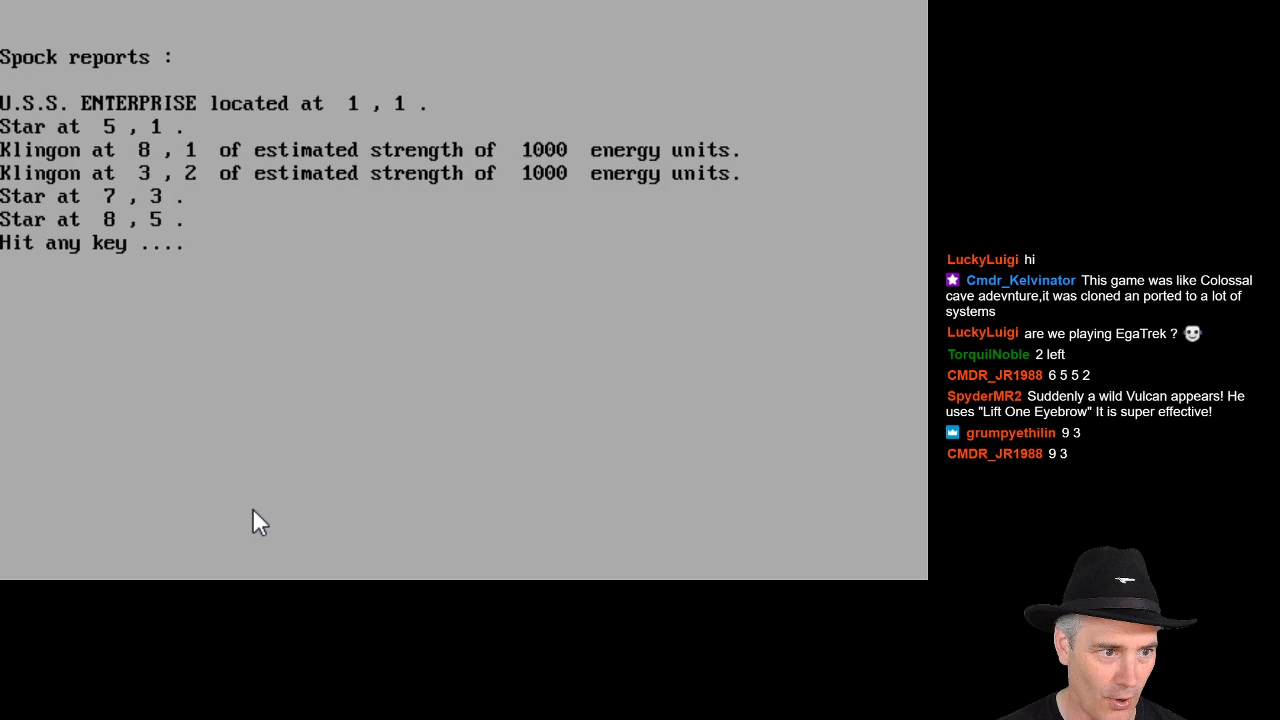 Spock reports :
U.S.S. ENTERPRISE located at 1 , 1 .
Star at 5 , 1 .
Klingon at 8 , 1 of estimated strength of 1000 energy units.
Klingon at 3 , 2 of estimated strength of 1000 energy units.
Star at 7 , 3 .
Star at 8 , 5 .
Hit any key ....
LuckyLuigi hi
Cmdr_Kelvinator This game was like Colossal
cave adevnture,it was cloned an ported to a lot of
systems
LuckyLuigi are we playing EgaTrek ?
TorquilNoble 2 left
CMDR_JR1988 6 5 5 2
SpyderMR2 Suddenly a wild Vulcan appears! He
uses "Lift One Eyebrow" It is super effective!
grumpyethilin 9 3
CMDR_JR1988 9 3